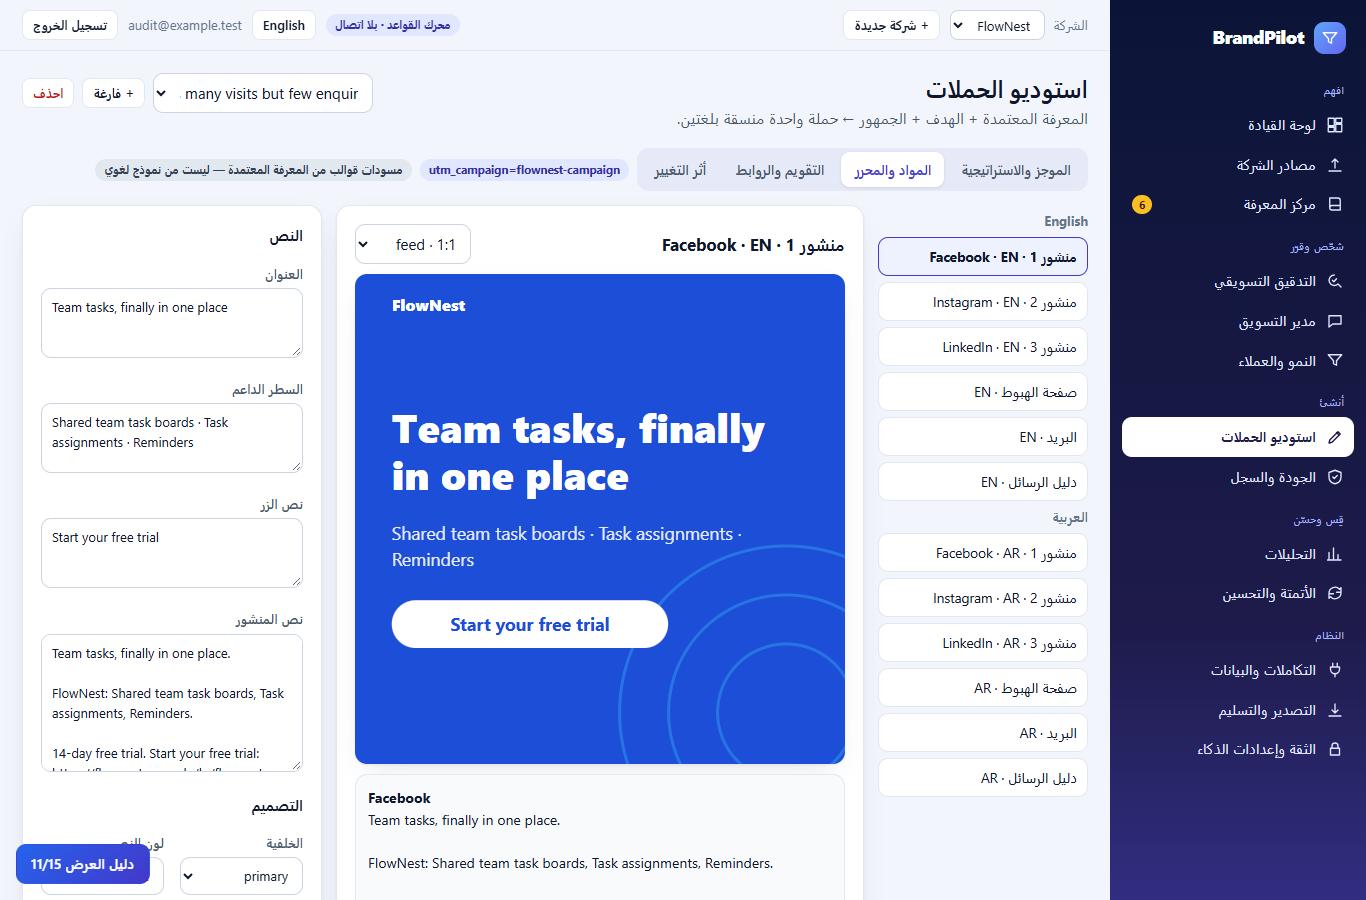 BrandPilot
افهم
لوحة القيادة
مصادر الشركة
مركز المعرفة
6
شخّص وقرّر
التدقيق التسويقي
مدير التسويق
النمو والعملاء
أنشئ
استوديو الحملات
الجودة والسجل
قِس وحسّن
التحليلات
الأتمتة والتحسين
النظام
التكاملات والبيانات
التصدير والتسليم
الثقة وإعدادات الذكاء
الشركة
FlowNest
+ شركة جديدة
محرك القواعد · بلا اتصال
English
audit@example.test
تسجيل الخروج
استوديو الحملات
المعرفة المعتمدة + الهدف + الجمهور ← حملة واحدة منسقة بلغتين.
many visits but few enquir
+ فارغة
احذف
الموجز والاستراتيجية
المواد والمحرر
التقويم والروابط
أثر التغيير
utm_campaign=flownest-campaign
مسودات قوالب من المعرفة المعتمدة — ليست من نموذج لغوي
English
منشور 1 · Facebook · EN
منشور 2 · Instagram · EN
منشور 3 · LinkedIn · EN
صفحة الهبوط · EN
البريد · EN
دليل الرسائل · EN
العربية
منشور 1 · Facebook · AR
منشور 2 · Instagram · AR
منشور 3 · LinkedIn · AR
صفحة الهبوط · AR
البريد · AR
دليل الرسائل · AR
منشور 1 · Facebook · EN
feed · 1:1
FlowNest
Team tasks, finally
in one place
Shared team task boards · Task assignments ·
Reminders
Start your free trial
Facebook
Team tasks, finally in one place.
FlowNest: Shared team task boards, Task assignments, Reminders.
النص
العنوان
Team tasks, finally in one place
السطر الداعم
Shared team task boards · Task
assignments · Reminders
نص الزر
Start your free trial
نص المنشور
Team tasks, finally in one place.
FlowNest: Shared team task boards, Task
assignments, Reminders.
14-day free trial. Start your free trial:
التصميم
الخلفية
لون النص
primary
دليل العرض 11/15